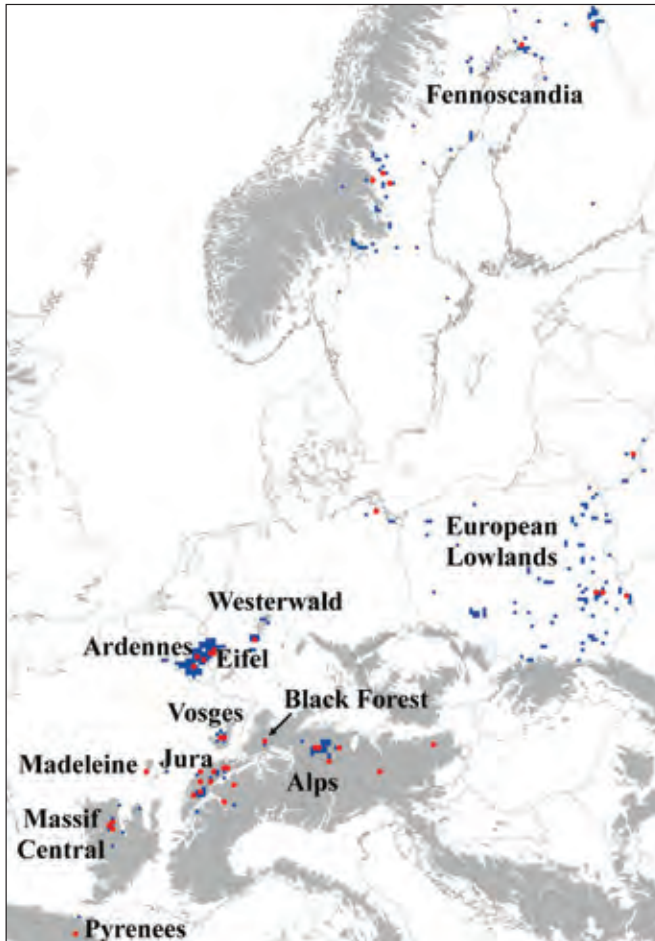 Fennoscandia
European
Lowlands
Westerwald
Ardennes
Eifel
Black Forest
Vosges
Madeleine
Jura
Alps
Massif
Central
Pyrenees